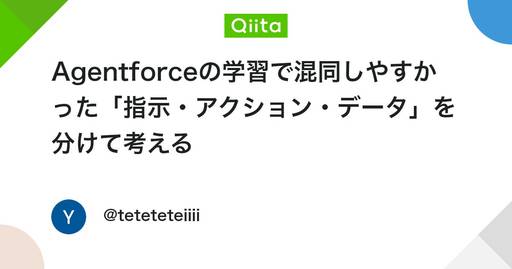 Qiita
Agentforceの学習で混同しやすか
った「指示・アクション・データ」を
分けて考える
Y
@teteteteiiii